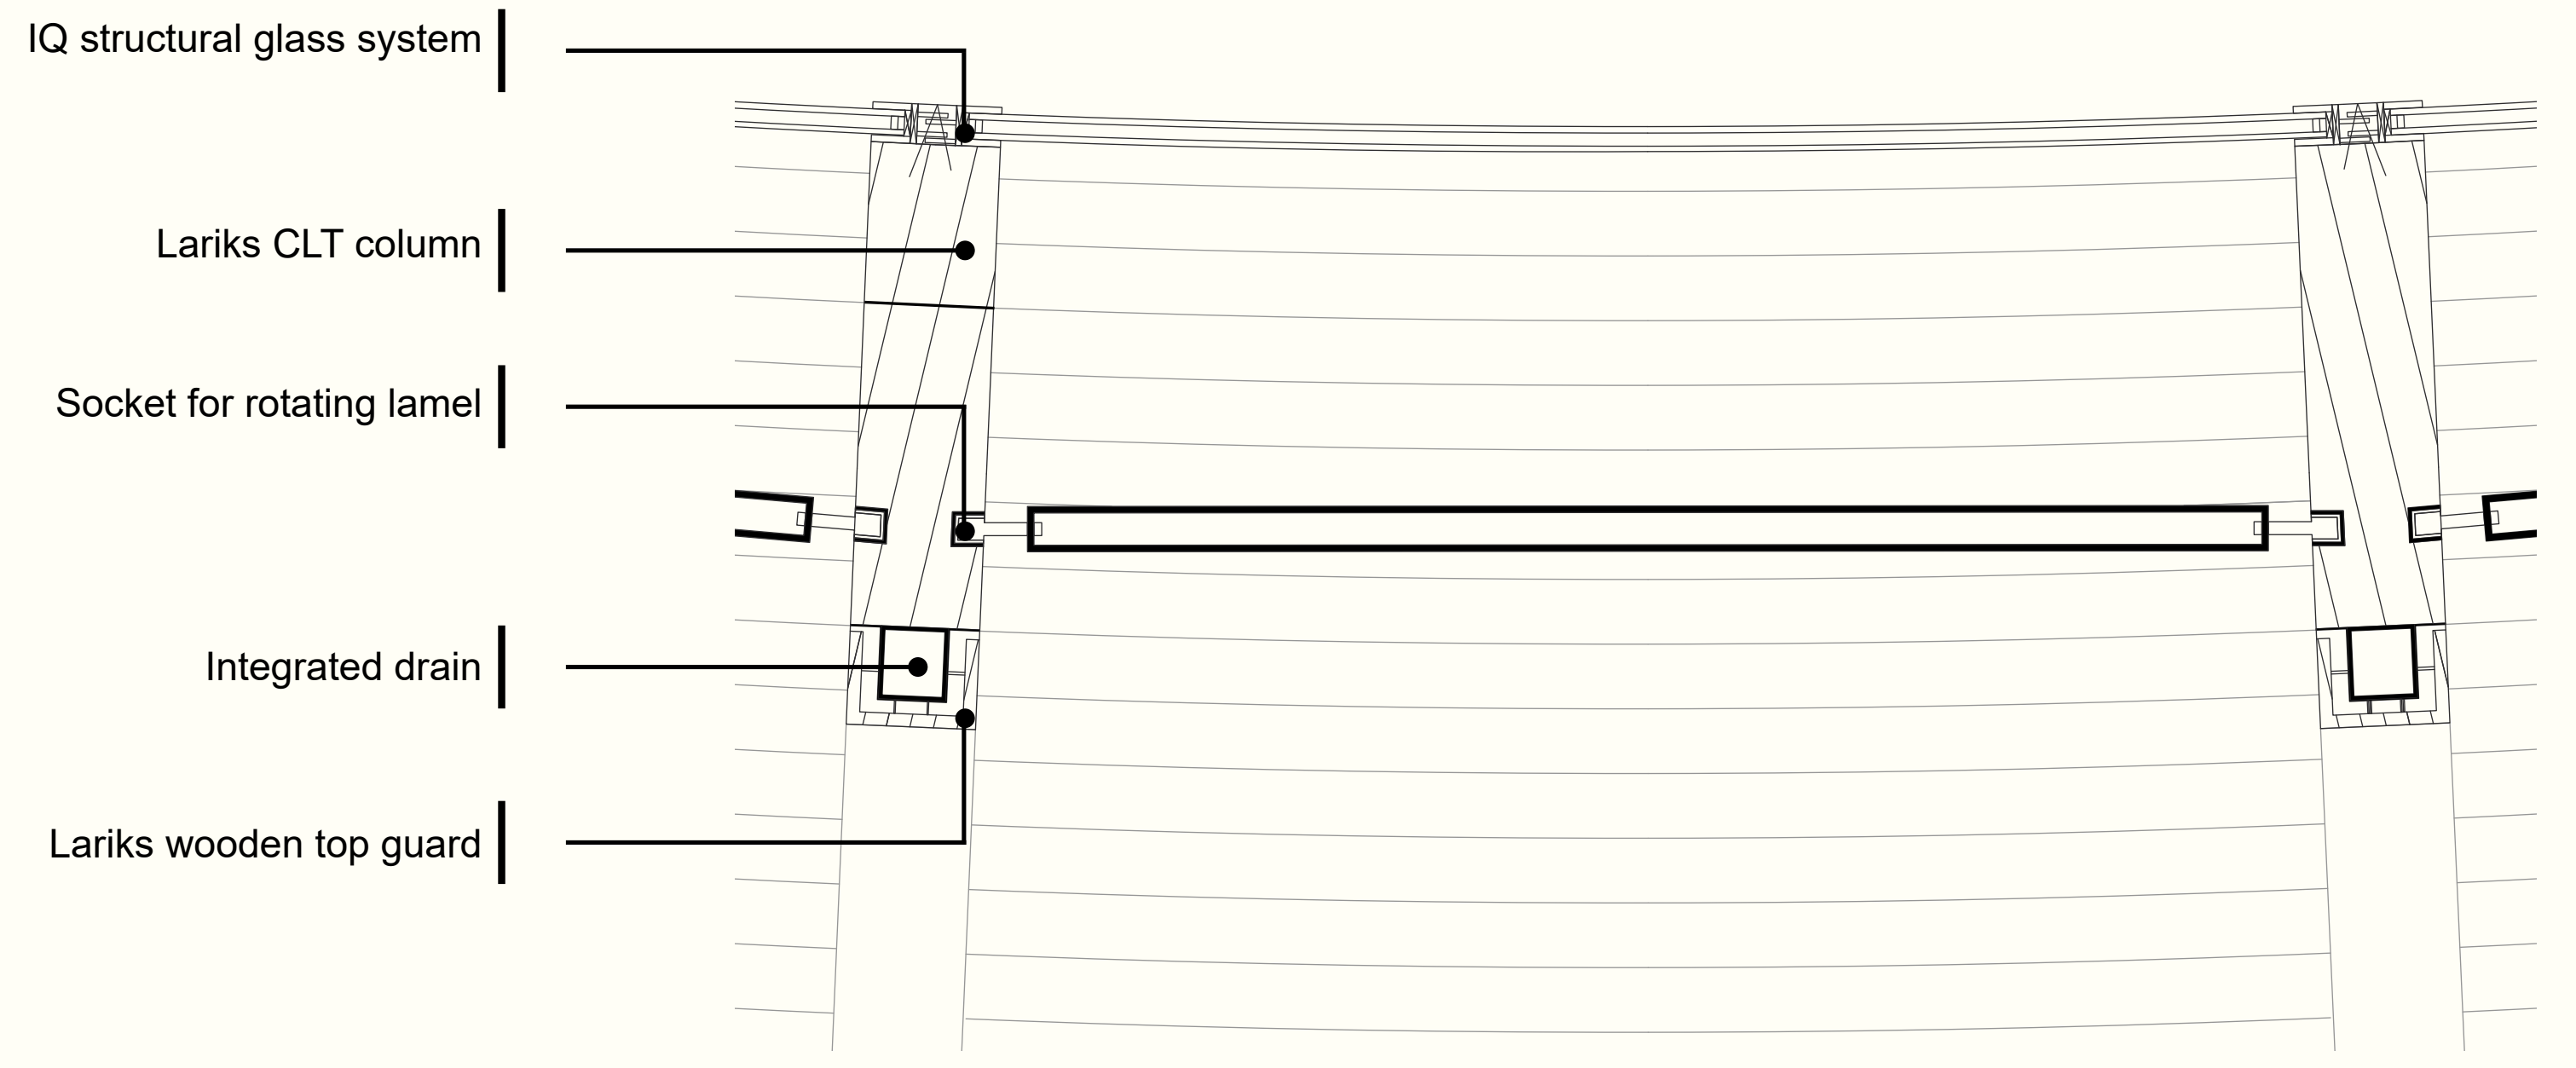 IQ structural glass system
Lariks CLT column
Socket for rotating lamel
Integrated drain
Lariks wooden top guard